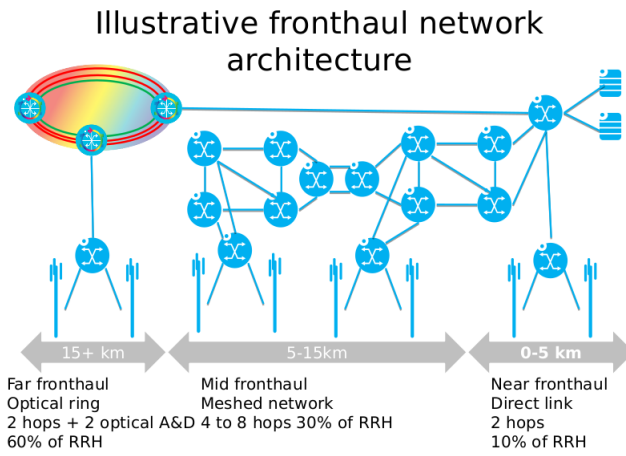 Illustrative fronthaul network
architecture
15+ km
5-15km
0-5 km
Far fronthaul
Optical ring
2 hops + 2 optical A&D
60% of RRH
Mid fronthaul
Meshed network
4 to 8 hops 30% of RRH
Near fronthaul
Direct link
2 hops
10% of RRH